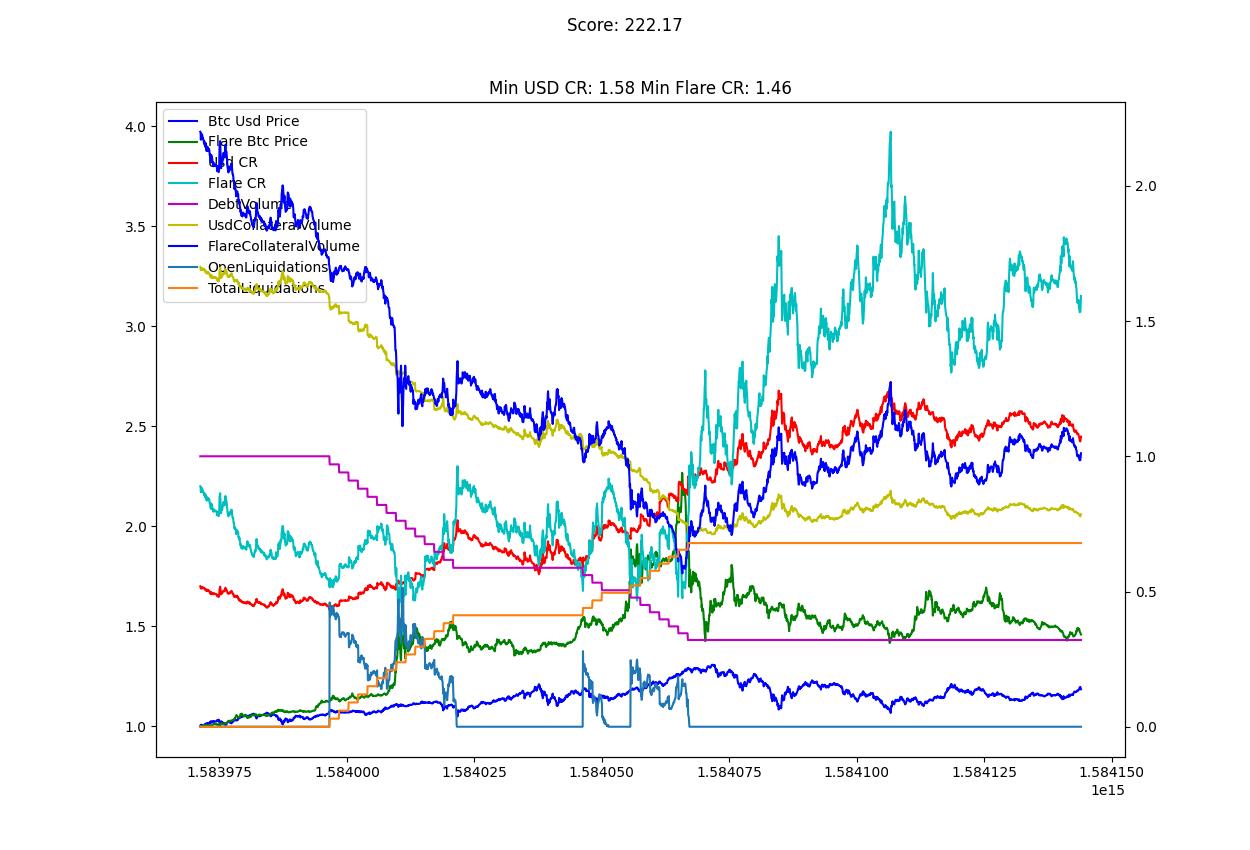 Score: 222.17
Min USD CR: 1.58 Min Flare CR: 1.46
Btc Usd Price
Flare Btc Price
Usd CR
Flare CR
DebtVolume
UsdCollateralVolume
FlareCollateralVolume
OpenLiquidations
TotalLiquidations
4.0
3.5
3.0
2.5
2.0
1.5
1.0
2.0
1.5
1.0
0.5
0.0
1.583975
1.584000
1.584025
1.584050
1.584075
1.584100
1.584125
1.584150
1e15